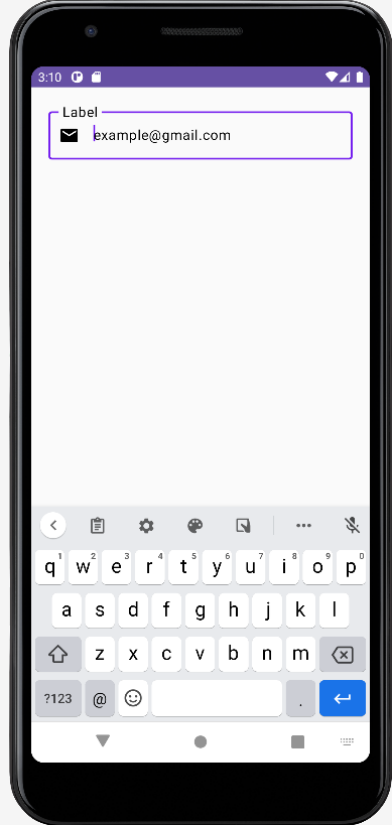 3:10
Label
example@gmail.com
q1 w2 e3 r4 t5 y6 u7 i8 o9 p0
a s d f g h j k l
z x c v b n m
?123 @ .